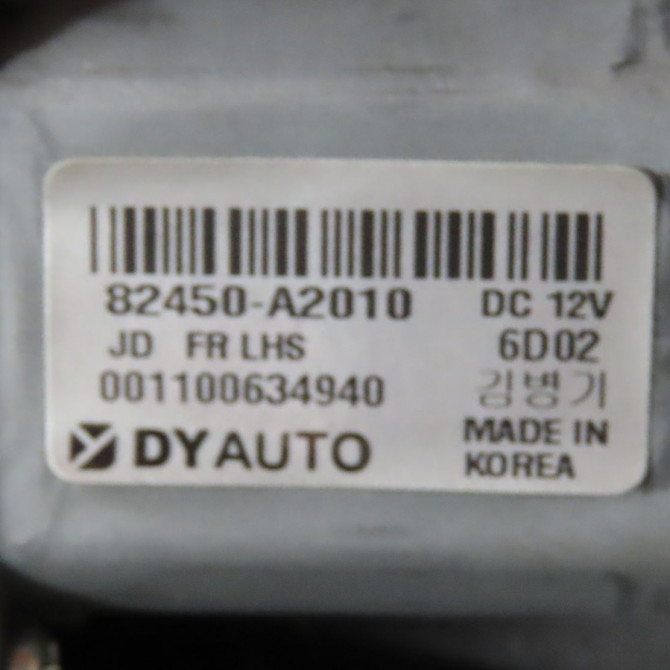 82450-A2010 DC 12V
JD FR LHS 6D02
001100634940 김병기
DYAUTO MADE IN
KOREA